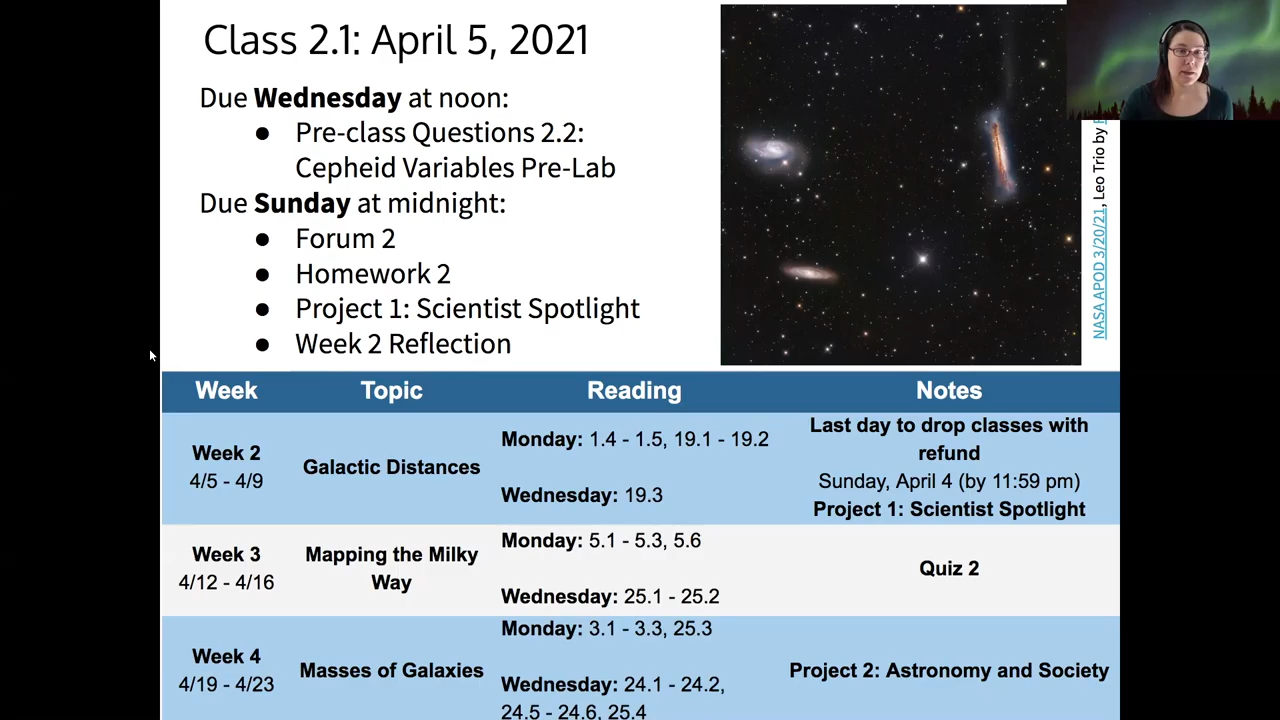 Class 2.1: April 5, 2021
Due Wednesday at noon:
● Pre-class Questions 2.2:
Cepheid Variables Pre-Lab
Due Sunday at midnight:
● Forum 2
● Homework 2
● Project 1: Scientist Spotlight
● Week 2 Reflection
NASA APOD 3/20/21, Leo Trio by
Week Topic Reading Notes
Week 2
4/5 - 4/9
Galactic Distances
Monday: 1.4 - 1.5, 19.1 - 19.2
Wednesday: 19.3
Last day to drop classes with
refund
Sunday, April 4 (by 11:59 pm)
Project 1: Scientist Spotlight
Week 3
4/12 - 4/16
Mapping the Milky
Way
Monday: 5.1 - 5.3, 5.6
Wednesday: 25.1 - 25.2
Quiz 2
Week 4
4/19 - 4/23
Masses of Galaxies
Monday: 3.1 - 3.3, 25.3
Wednesday: 24.1 - 24.2,
24.5 - 24.6, 25.4
Project 2: Astronomy and Society